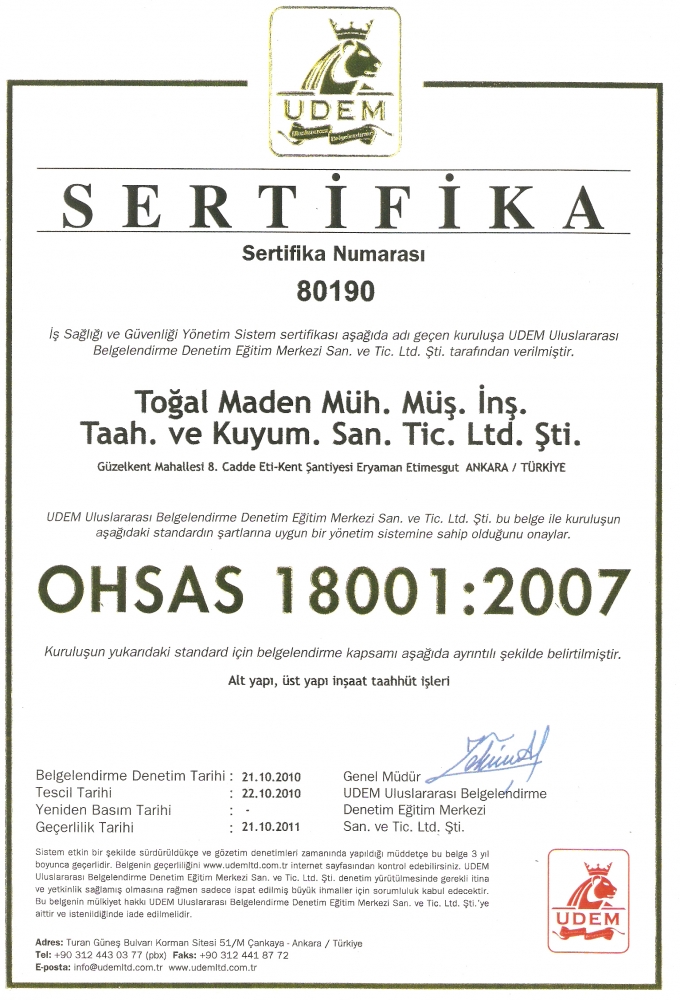 UDEM
Uluslararası Belgelendirme
SERTİFİKA
Sertifika Numarası
80190
İş Sağlığı ve Güvenliği Yönetim Sistem sertifikası aşağıda adı geçen kuruluşa UDEM Uluslararası
Belgelendirme Denetim Eğitim Merkezi San. ve Tic. Ltd. Şti. tarafından verilmiştir.
Toğal Maden Müh. Müş. İnş.
Taah. ve Kuyum. San. Tic. Ltd. Şti.
Güzelkent Mahallesi 8. Cadde Eti-Kent Şantiyesi Eryaman Etimesgut ANKARA / TÜRKİYE
UDEM Uluslararası Belgelendirme Denetim Eğitim Merkezi San. ve Tic. Ltd. Şti. bu belge ile kuruluşun
aşağıdaki standardın şartlarına uygun bir yönetim sistemine sahip olduğunu onaylar.
OHSAS 18001:2007
Kuruluşun yukarıdaki standard için belgelendirme kapsamı aşağıda ayrıntılı şekilde belirtilmiştir.
Alt yapı, üst yapı inşaat taahhüt işleri
Belgelendirme Denetim Tarihi : 21.10.2010
Tescil Tarihi : 22.10.2010
Yeniden Basım Tarihi : -
Geçerlilik Tarihi : 21.10.2011
Genel Müdür
UDEM Uluslararası Belgelendirme
Denetim Eğitim Merkezi
San. ve Tic. Ltd. Şti.
Sistem etkin bir şekilde sürdürüldükçe ve gözetim denetimleri zamanında yapıldığı müddetçe bu belge 3 yıl
boyunca geçerlidir. Belgenin geçerliliğini www.udemltd.com.tr internet sayfasından kontrol edebilirsiniz. UDEM
Uluslararası Belgelendirme Denetim Eğitim Merkezi San. ve Tic. Ltd. Şti. denetim yürütülmesinde gerekli itina
ve yetkinlik sağlamış olmasına rağmen sadece ispat edilmiş büyük ihmaller için sorumluluk kabul edecektir.
Bu belgenin mülkiyet hakkı UDEM Uluslararası Belgelendirme Denetim Eğitim Merkezi San. ve Tic. Ltd. Şti.'ye
aittir ve istenildiğinde iade edilmelidir.
Adres: Turan Güneş Bulvarı Korman Sitesi 51/M Çankaya - Ankara / Türkiye
Tel: +90 312 443 03 77 (pbx) Faks: +90 312 441 87 72
E-posta: info@udemltd.com.tr www.udemltd.com.tr
UDEM